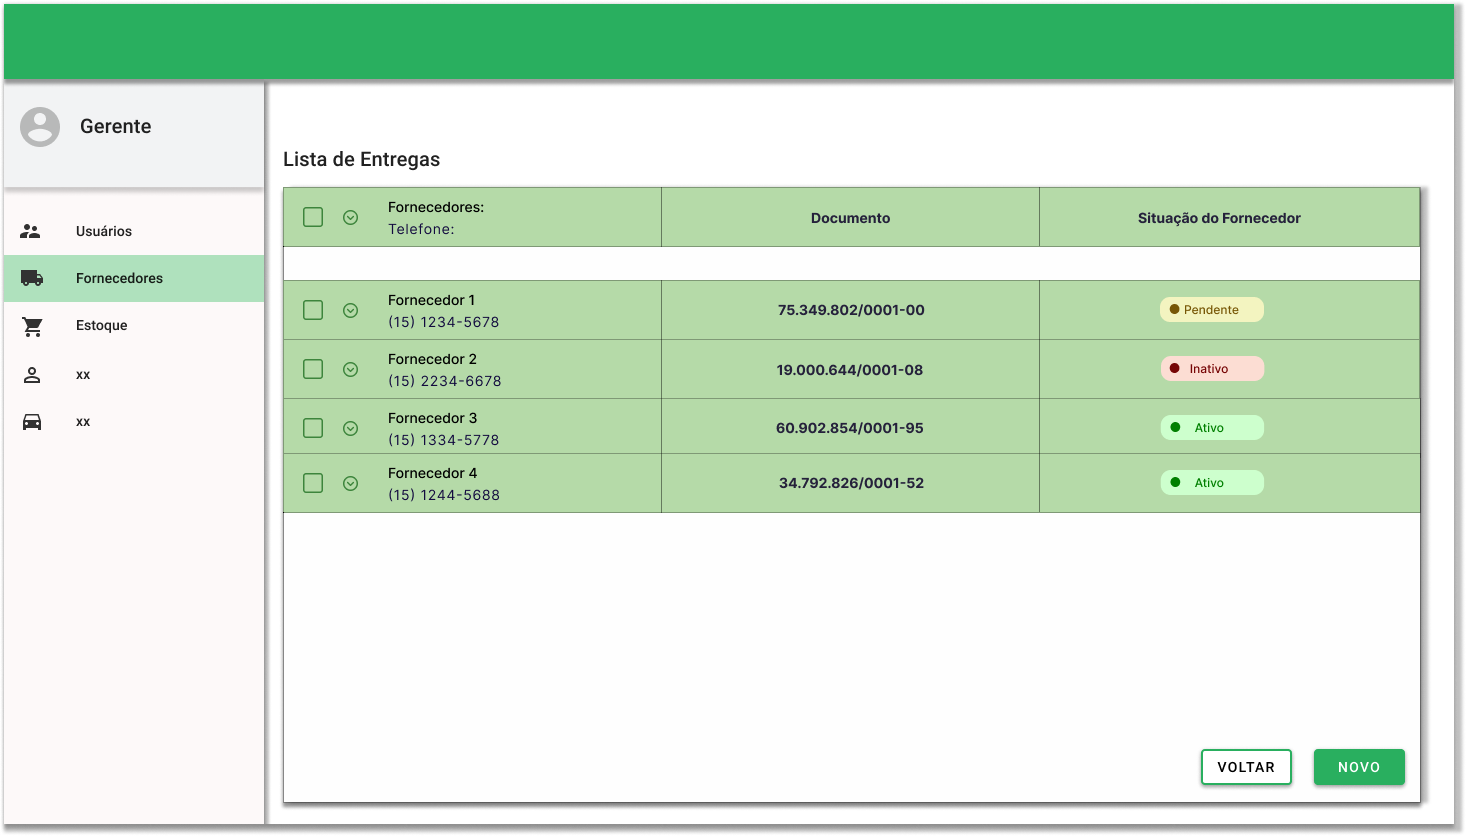 Gerente
Usuários
Fornecedores
Estoque
xx
xx
Lista de Entregas
Fornecedores:
Telefone:
Documento
Situação do Fornecedor
Fornecedor 1
(15) 1234-5678
75.349.802/0001-00
Pendente
Fornecedor 2
(15) 2234-6678
19.000.644/0001-08
Inativo
Fornecedor 3
(15) 1334-5778
60.902.854/0001-95
Ativo
Fornecedor 4
(15) 1244-5688
34.792.826/0001-52
Ativo
VOLTAR
NOVO